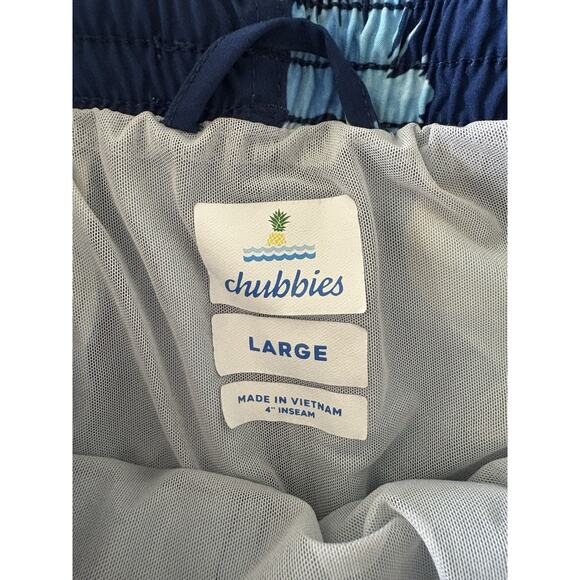 chubbies
LARGE
MADE IN VIETNAM
4" INSEAM